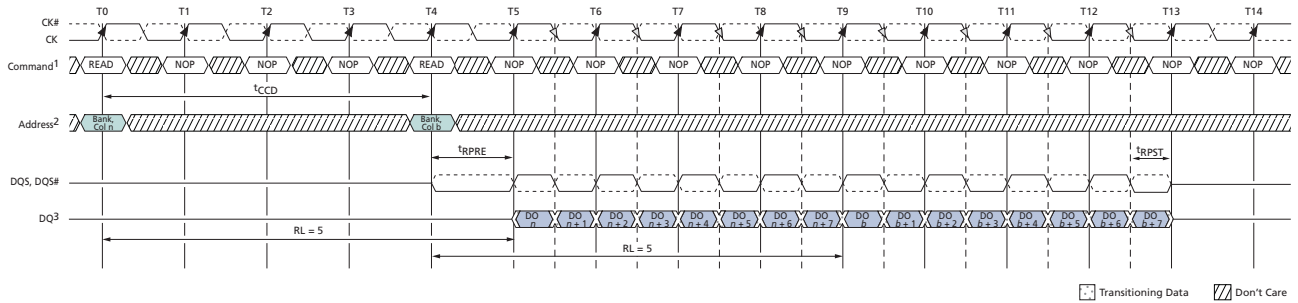 T0 T1 T2 T3 T4 T5 T6 T7 T8 T9 T10 T11 T12 T13 T14
CK#
CK
Command1 READ NOP NOP NOP READ NOP NOP NOP NOP NOP NOP NOP NOP NOP NOP
tCCD
Address2 Bank, Col n Bank, Col b
tRPRE tRPST
DQS, DQS#
DQ3 DO n DO n + 1 DO n + 2 DO n + 3 DO n + 4 DO n + 5 DO n + 6 DO n + 7 DO b DO b + 1 DO b + 2 DO b + 3 DO b + 4 DO b + 5 DO b + 6 DO b + 7
RL = 5
RL = 5
Transitioning Data Don't Care